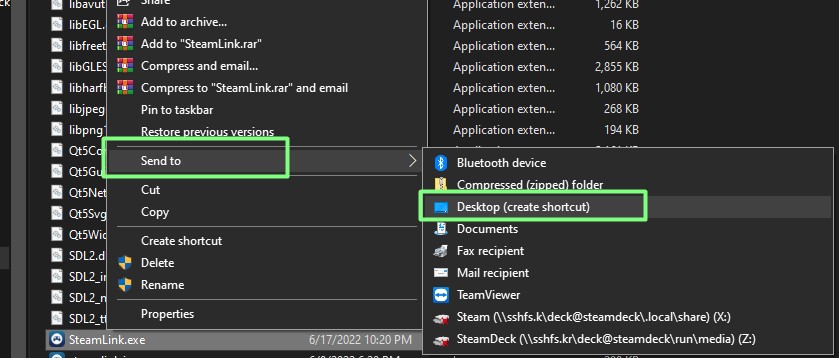 Share
libavut
Application exten... 1,262 KB
Add to archive...
libEGL.
Application exten... 16 KB
Add to "SteamLink.rar"
libfreet
Application exten... 564 KB
Compress and email...
libGLES
Application exten... 2,855 KB
Compress to "SteamLink.rar" and email
libharfb
Application exten... 1,080 KB
Pin to taskbar
libjpeg
Application exten... 268 KB
Restore previous versions
libpng1
Application exten... 194 KB
Qt5Co
Send to
Bluetooth device
Qt5Gu
Compressed (zipped) folder
Qt5Net
Cut
Desktop (create shortcut)
Qt5Svg
Copy
Documents
Qt5Wic
Create shortcut
Fax recipient
SDL2.d
Delete
Mail recipient
SDL2_ir
Rename
TeamViewer
SDL2_n
Properties
Steam (\\sshfs.k\deck@steamdeck\.local\share) (X:)
SDL2_tt
SteamDeck (\\sshfs.kr\deck@steamdeck\run\media) (Z:)
SteamLink.exe 6/17/2022 10:20 PM